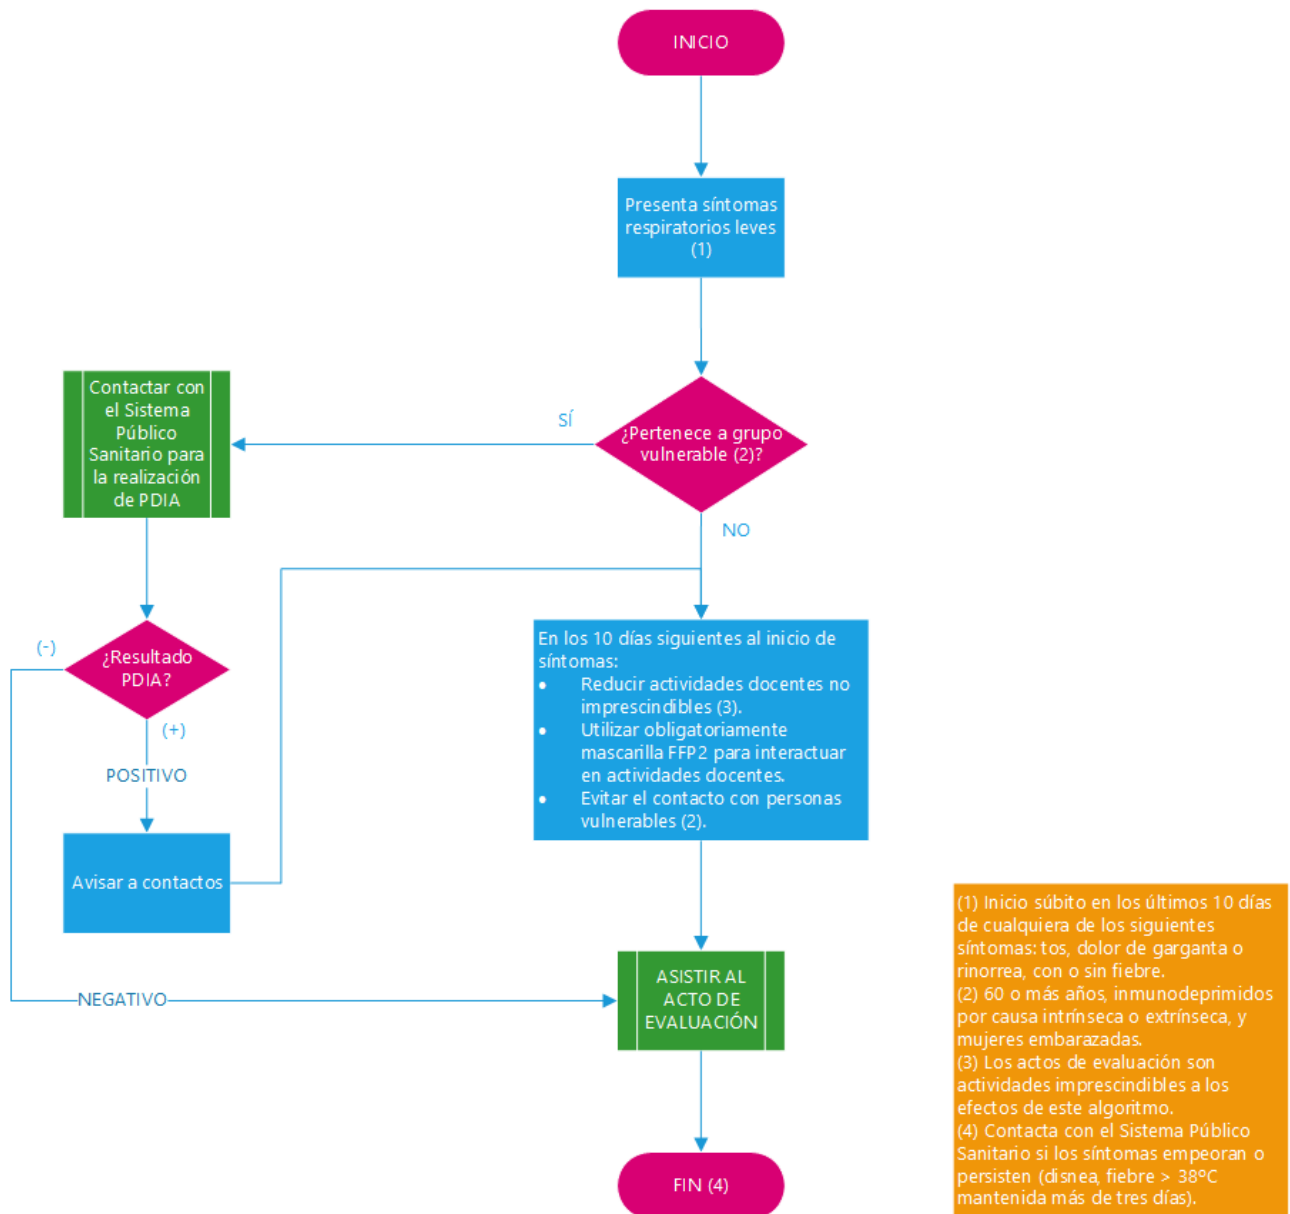 INICIO
Presenta síntomas
respiratorios leves
(1)
¿Pertenece a grupo
vulnerable (2)?
SÍ
NO
Contactar con
el Sistema
Público
Sanitario para
la realización
de PDIA
¿Resultado
PDIA?
(-)
(+)
POSITIVO
Avisar a contactos
NEGATIVO
En los 10 días siguientes al inicio de
síntomas:
• Reducir actividades docentes no
imprescindibles (3).
• Utilizar obligatoriamente
mascarilla FFP2 para interactuar
en actividades docentes.
• Evitar el contacto con personas
vulnerables (2).
ASISTIR AL
ACTO DE
EVALUACIÓN
FIN (4)
(1) Inicio súbito en los últimos 10 días
de cualquiera de los siguientes
síntomas: tos, dolor de garganta o
rinorrea, con o sin fiebre.
(2) 60 o más años, inmunodeprimidos
por causa intrínseca o extrínseca, y
mujeres embarazadas.
(3) Los actos de evaluación son
actividades imprescindibles a los
efectos de este algoritmo.
(4) Contacta con el Sistema Público
Sanitario si los síntomas empeoran o
persisten (disnea, fiebre > 38ºC
mantenida más de tres días).